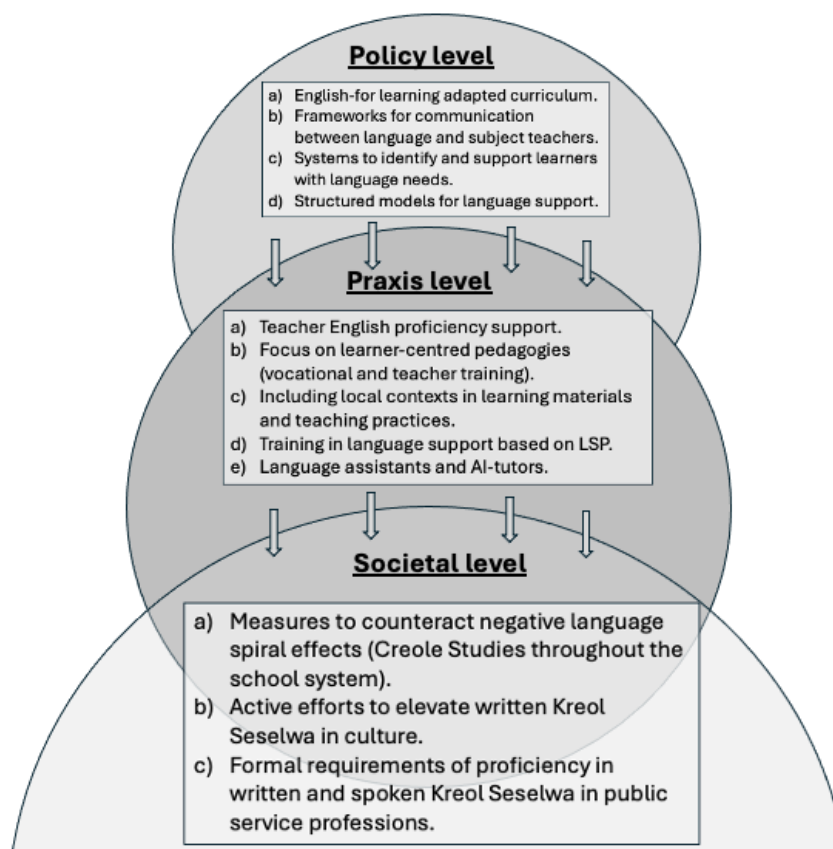 Policy level
a) English-for learning adapted curriculum.
b) Frameworks for communication
between language and subject teachers.
c) Systems to identify and support learners
with language needs.
d) Structured models for language support.
Praxis level
a) Teacher English proficiency support.
b) Focus on learner-centred pedagogies
(vocational and teacher training).
c) Including local contexts in learning materials
and teaching practices.
d) Training in language support based on LSP.
e) Language assistants and AI-tutors.
Societal level
a) Measures to counteract negative language
spiral effects (Creole Studies throughout the
school system).
b) Active efforts to elevate written Kreol
Seselwa in culture.
c) Formal requirements of proficiency in
written and spoken Kreol Seselwa in public
service professions.